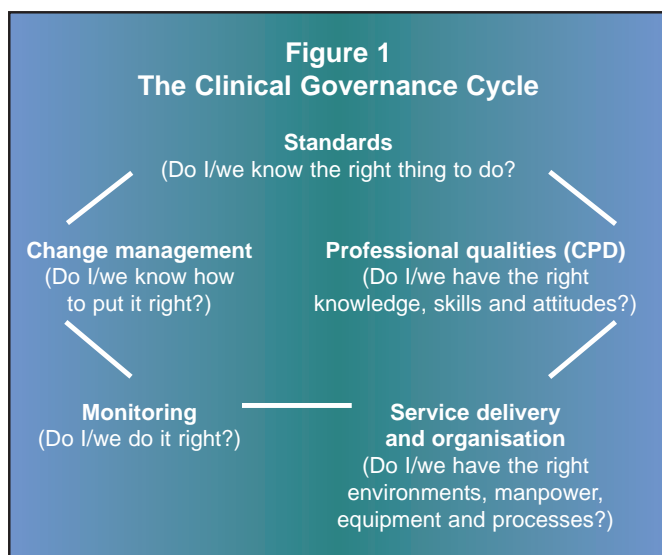 Figure 1
The Clinical Governance Cycle
Standards
(Do I/we know the right thing to do?
Change management
(Do I/we know how
to put it right?)
Professional qualities (CPD)
(Do I/we have the right
knowledge, skills and attitudes?)
Monitoring
(Do I/we do it right?)
Service delivery
and organisation
(Do I/we have the right
environments, manpower,
equipment and processes?)